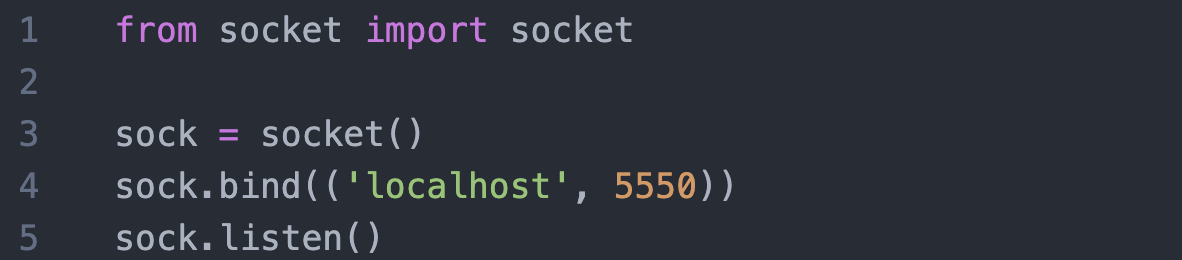 1 from socket import socket
2
3 sock = socket()
4 sock.bind(('localhost', 5550))
5 sock.listen()